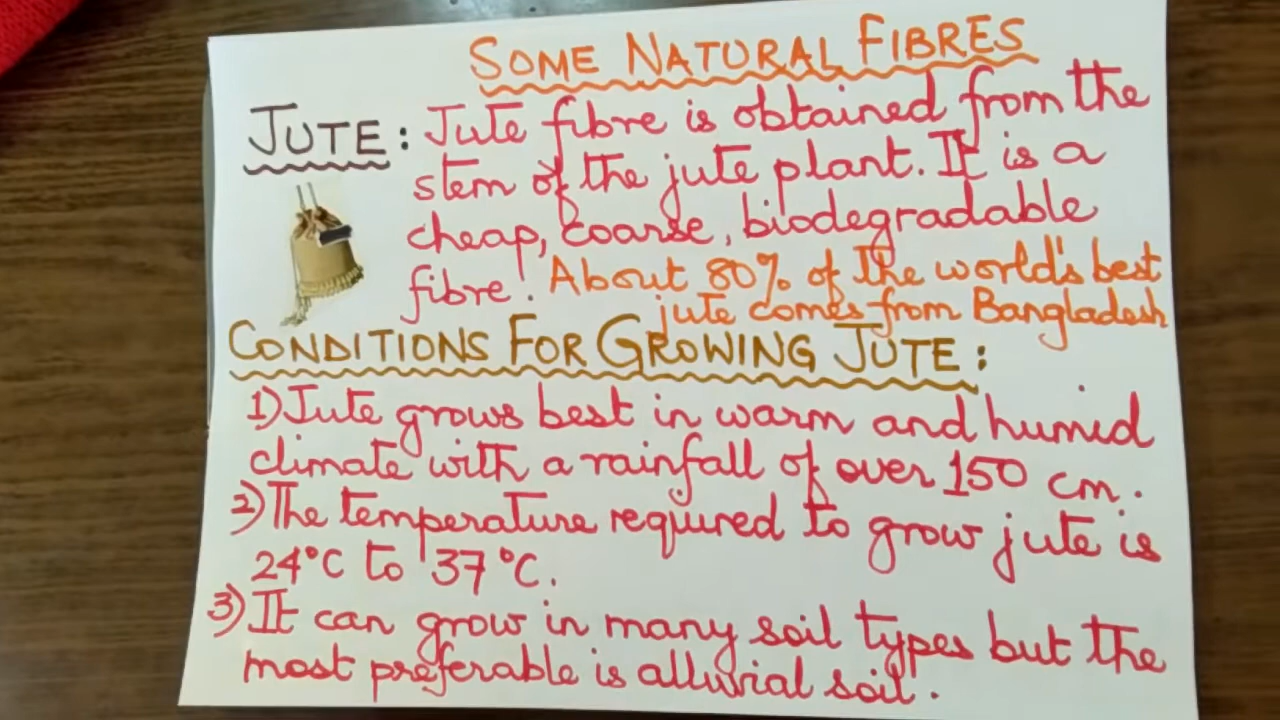 SOME NATURAL FIBRES
JUTE: Jute fibre is obtained from the
stem of the jute plant. It is a
cheap, coarse, biodegradable
fibre! About 80% of the world's best
jute comes from Bangladesh
CONDITIONS FOR GROWING JUTE:
1) Jute grows best in warm and humid
climate with a rainfall of over 150 cm.
2) The temperature required to grow jute is
24°C to 37°C.
3) It can grow in many soil types but the
most preferable is alluvial soil.